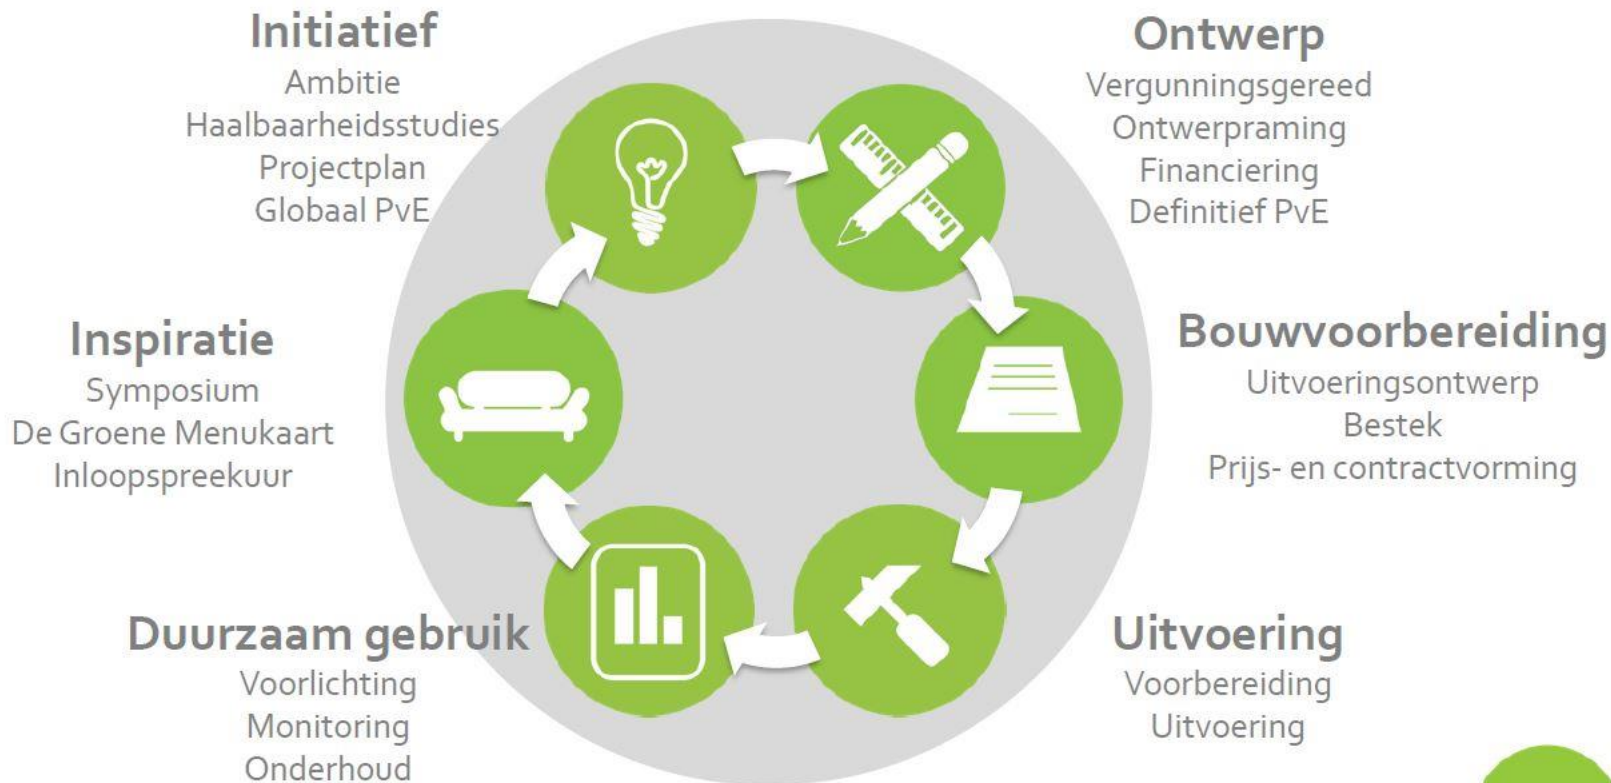 Initiatief
Ambitie
Haalbaarheidsstudies
Projectplan
Globaal PvE
Ontwerp
Vergunningsgereed
Ontwerpraming
Financiering
Definitief PvE
Inspiratie
Symposium
De Groene Menukaart
Inloopspreekuur
Bouwvoorbereiding
Uitvoeringsontwerp
Bestek
Prijs- en contractvorming
Duurzaam gebruik
Voorlichting
Monitoring
Onderhoud
Uitvoering
Voorbereiding
Uitvoering